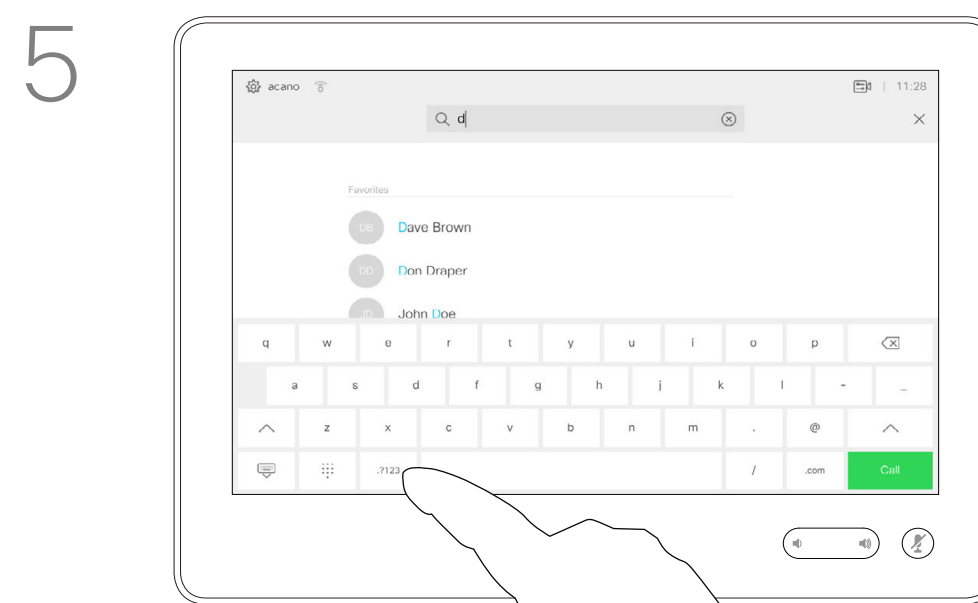 5
acano 11:28
d
Favorites
DB Dave Brown
DD Don Draper
JD John Doe
q w e r t y u i o p
a s d f g h j k l - _
z x c v b n m . @
.?123 / .com Call